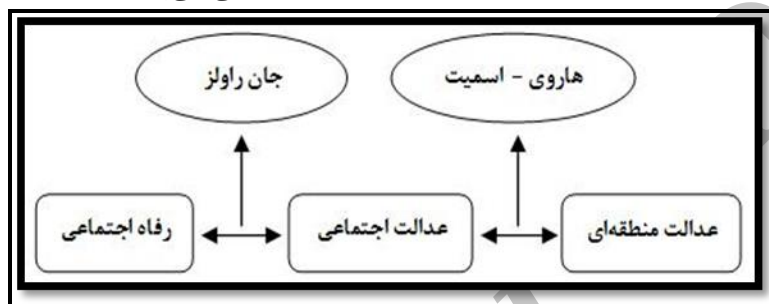 هاروی - اسمیت
جان راولز
عدالت منطقه‌ای
عدالت اجتماعی
رفاه اجتماعی